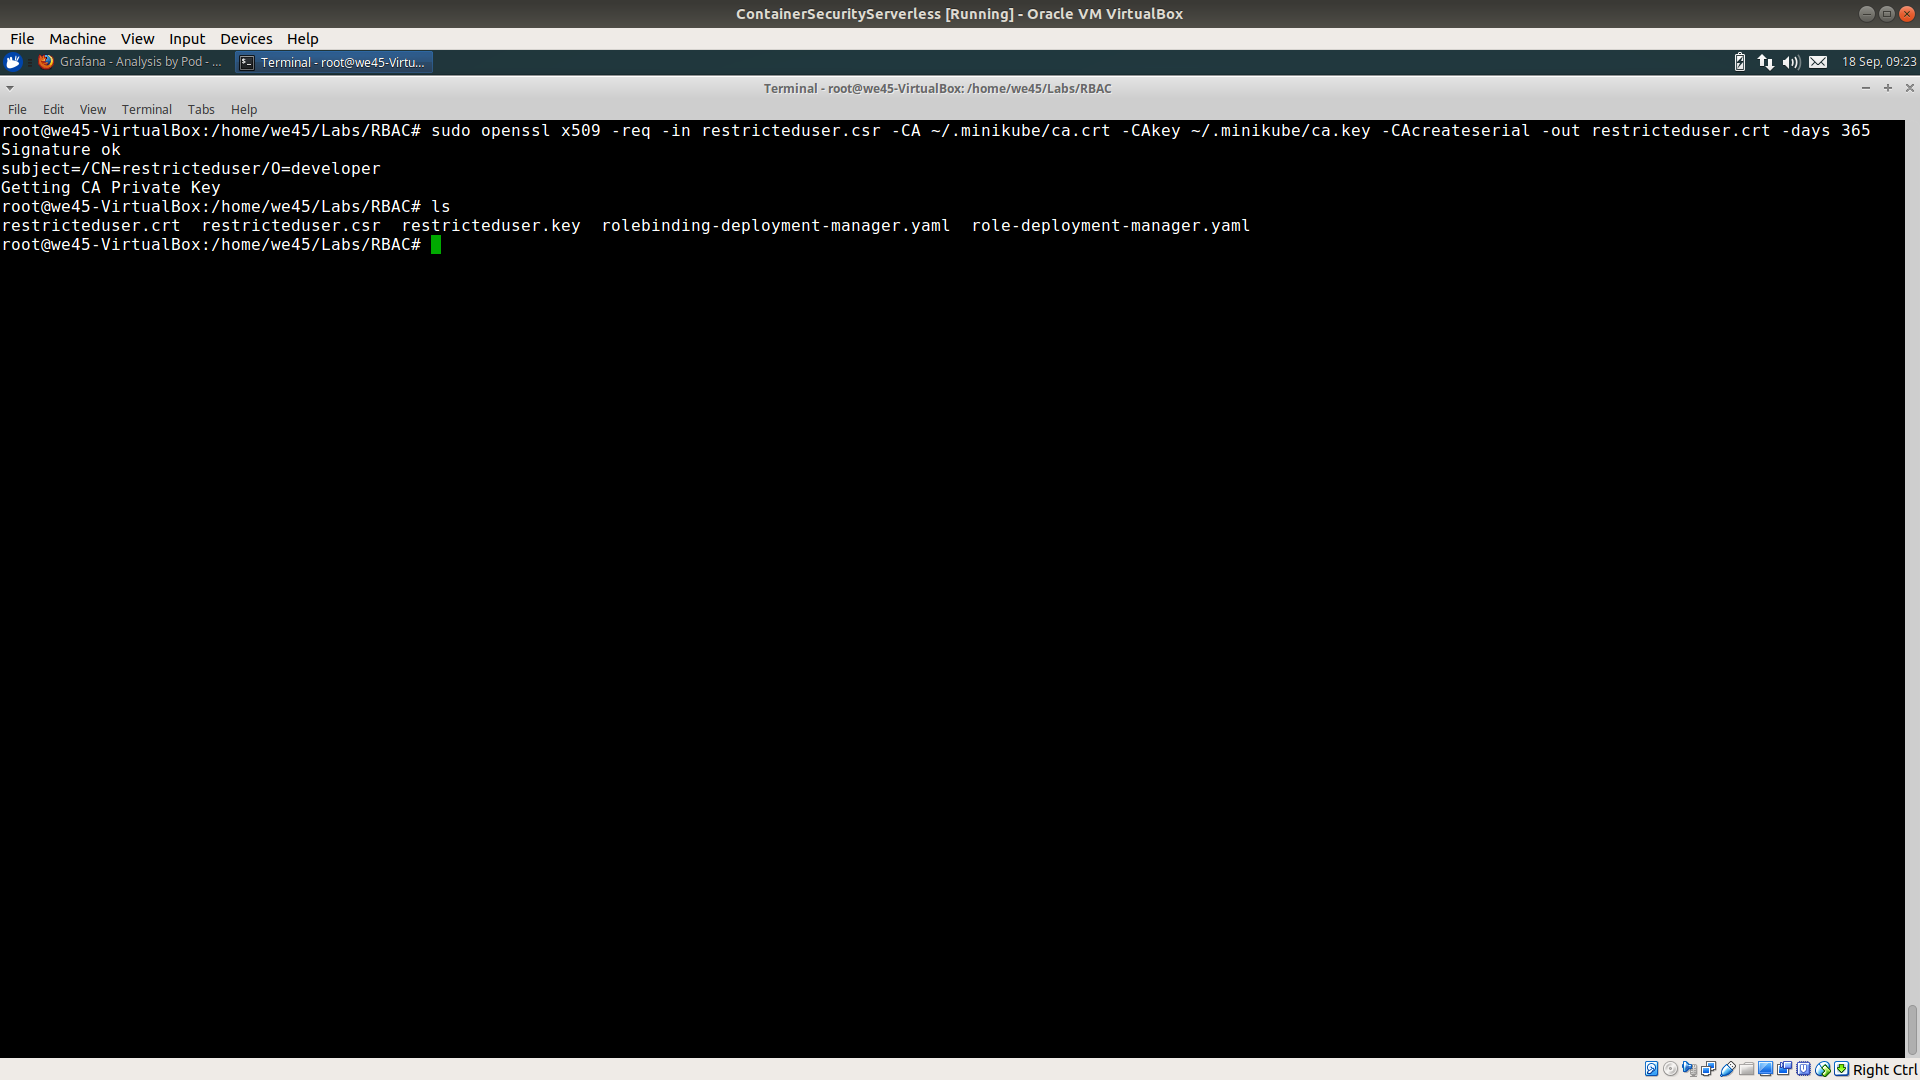 ContainerSecurityServerless [Running] - Oracle VM VirtualBox
File Machine View Input Devices Help
Grafana - Analysis by Pod - ... Terminal - root@we45-Virtu... 18 Sep, 09:23
Terminal - root@we45-VirtualBox: /home/we45/Labs/RBAC
File Edit View Terminal Tabs Help
root@we45-VirtualBox:/home/we45/Labs/RBAC# sudo openssl x509 -req -in restricteduser.csr -CA ~/.minikube/ca.crt -CAkey ~/.minikube/ca.key -CAcreateserial -out restricteduser.crt -days 365
Signature ok
subject=/CN=restricteduser/O=developer
Getting CA Private Key
root@we45-VirtualBox:/home/we45/Labs/RBAC# ls
restricteduser.crt  restricteduser.csr  restricteduser.key  rolebinding-deployment-manager.yaml  role-deployment-manager.yaml
root@we45-VirtualBox:/home/we45/Labs/RBAC#
Right Ctrl